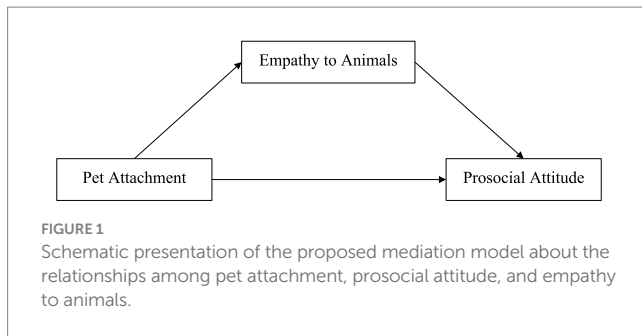 Empathy to Animals
Pet Attachment
Prosocial Attitude
FIGURE 1
Schematic presentation of the proposed mediation model about the
relationships among pet attachment, prosocial attitude, and empathy
to animals.